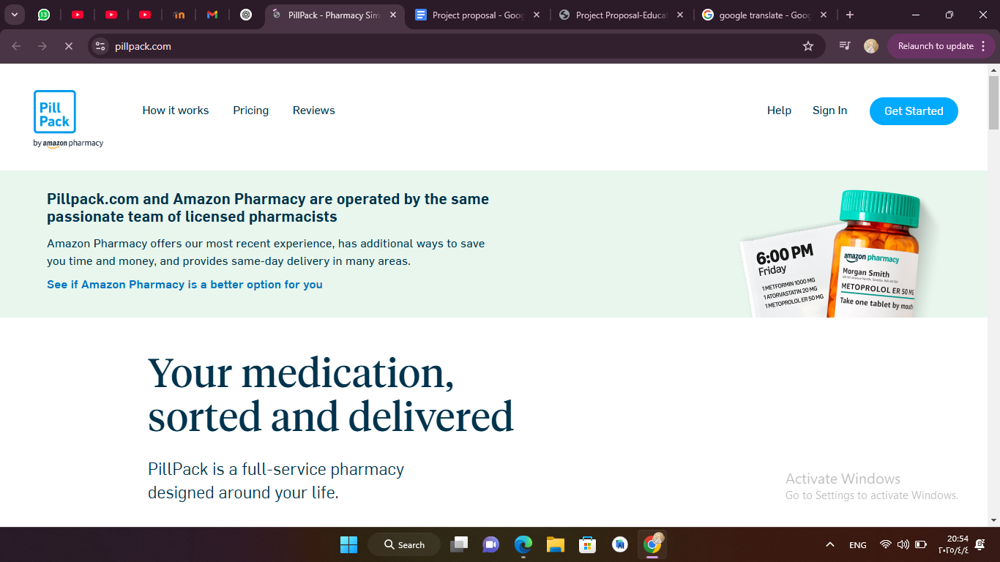 13
PillPack - Pharmacy Sim
Project proposal - Goog
Project Proposal-Educat
google translate - Goog
pillpack.com
Relaunch to update
Pill
Pack
by amazon pharmacy
How it works
Pricing
Reviews
Help
Sign In
Get Started
Pillpack.com and Amazon Pharmacy are operated by the same
passionate team of licensed pharmacists
Amazon Pharmacy offers our most recent experience, has additional ways to save
you time and money, and provides same-day delivery in many areas.
See if Amazon Pharmacy is a better option for you
6:00 PM
Friday
1 METFORMIN 1000 MG
1 ATORVASTATIN 20 MG
1 METOPROLOL ER 50 MG
amazon pharmacy
Morgan Smith
METOPROLOL ER 50 MG
Take one tablet by mouth
Your medication,
sorted and delivered
PillPack is a full-service pharmacy
designed around your life.
Activate Windows
Go to Settings to activate Windows.
Search
ENG
20:54
٢٠٢٥/٤/٤